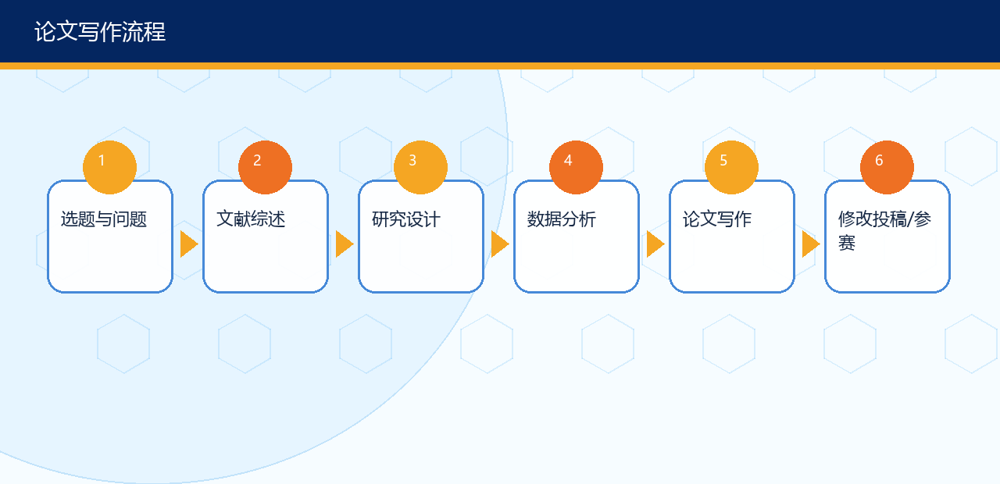 论文写作流程
1
选题与问题
2
文献综述
3
研究设计
4
数据分析
5
论文写作
6
修改投稿/参
赛